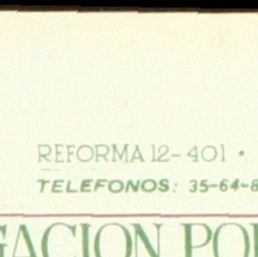 REFORMA 12-401 •
TELEFONOS: 35-64-8
GACION POR